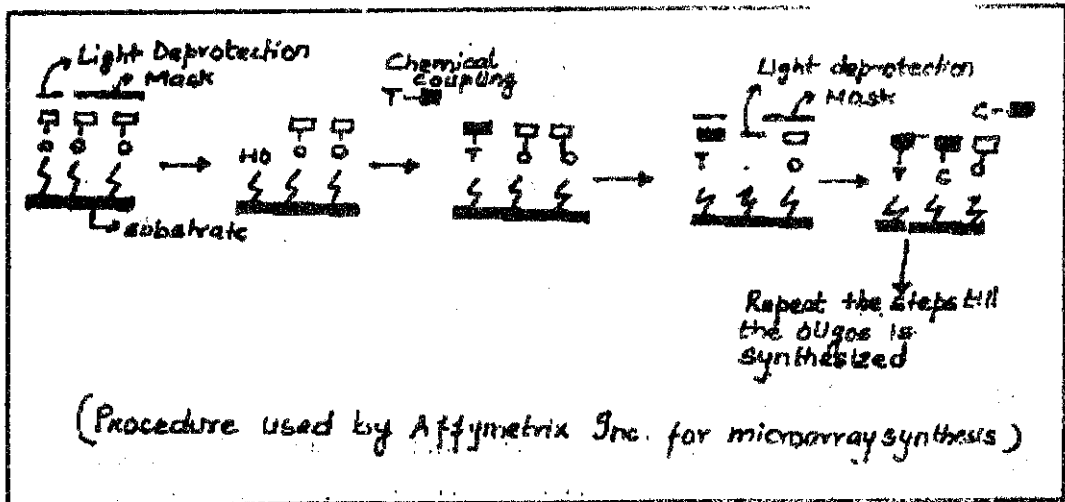 Light Deprotection
Mask
Chemical
coupling
T
Light deprotection
Mask
C
HO
T
T
T
C
substrate
Repeat the steps till
the oligos is
synthesized
(Procedure used by Affymetrix Inc. for microarray synthesis)